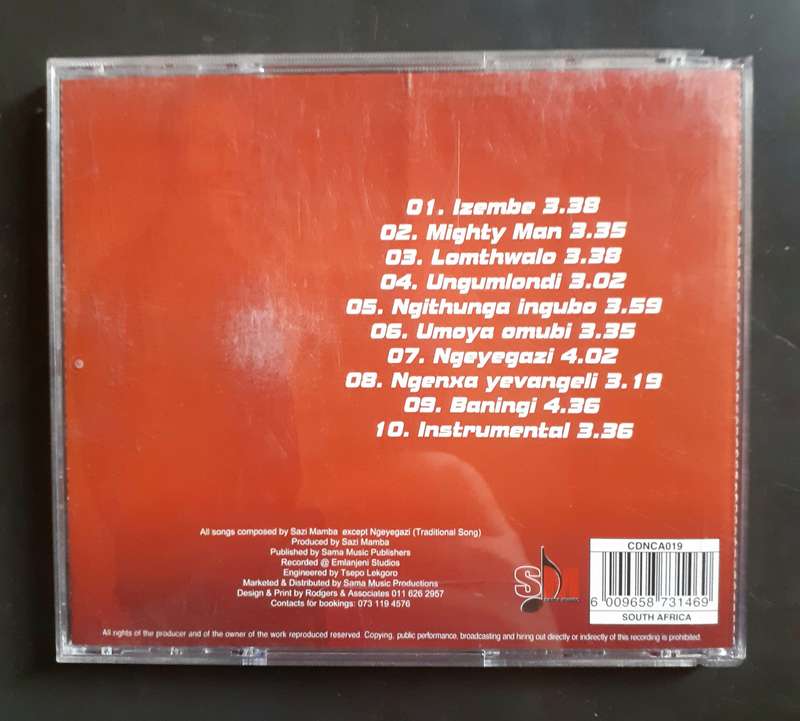 01. Izembe 3.38
02. Mighty Man 3.35
03. Lomthwalo 3.38
04. Ungumlondi 3.02
05. Ngithunga ingubo 3.59
06. Umoya omubi 3.35
07. Ngeyegazi 4.02
08. Ngenxa yevangeli 3.19
09. Baningi 4.36
10. Instrumental 3.36
All songs composed by Sazi Mamba except Ngeyegazi (Traditional Song)
Produced by Sazi Mamba
Published by Sama Music Publishers
Recorded @ Emlanjeni Studios
Engineered by Tsepo Lekgoro
Marketed & Distributed by Sama Music Productions
Design & Print by Rodgers & Associates 011 626 2957
Contacts for bookings: 073 119 4576
CDNCA019
6 009658 731469
SOUTH AFRICA
All rights of the producer and of the owner of the work reproduced reserved. Copying, public performance, broadcasting and hiring out directly or indirectly of this recording is prohibited.